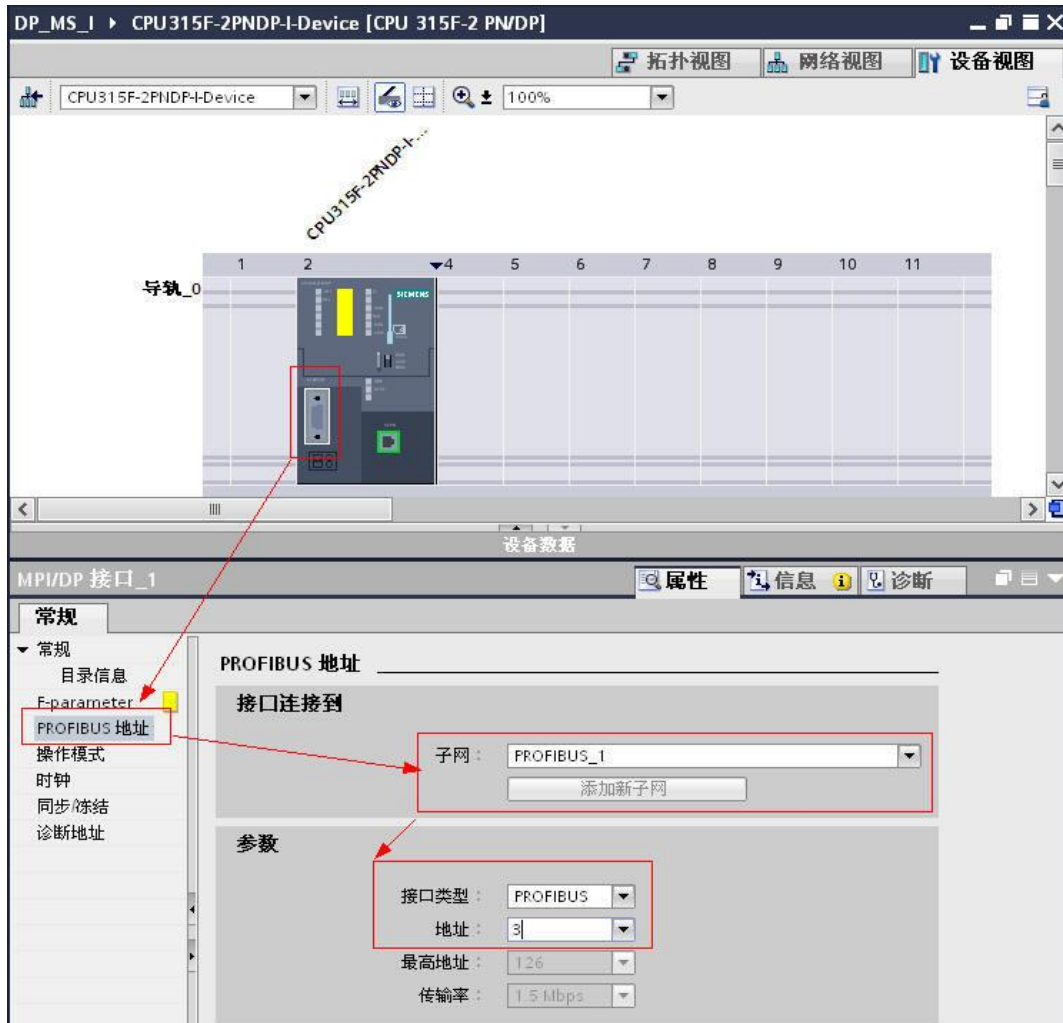 DP_MS_I ▸ CPU315F-2PNDP-I-Device [CPU 315F-2 PN/DP]
拓扑视图 网络视图 设备视图
CPU315F-2PNDP-I-Device 100%
CPU315F-2PNDP-I-...
1 2 4 5 6 7 8 9 10 11
导轨_0
SIEMENS
设备数据
MPI/DP 接口_1 属性 信息 诊断
常规
常规
目录信息
F-parameter
PROFIBUS 地址
操作模式
时钟
同步/冻结
诊断地址
PROFIBUS 地址
接口连接到
子网： PROFIBUS_1
添加新子网
参数
接口类型： PROFIBUS
地址： 3
最高地址： 126
传输率： 1.5 Mbps